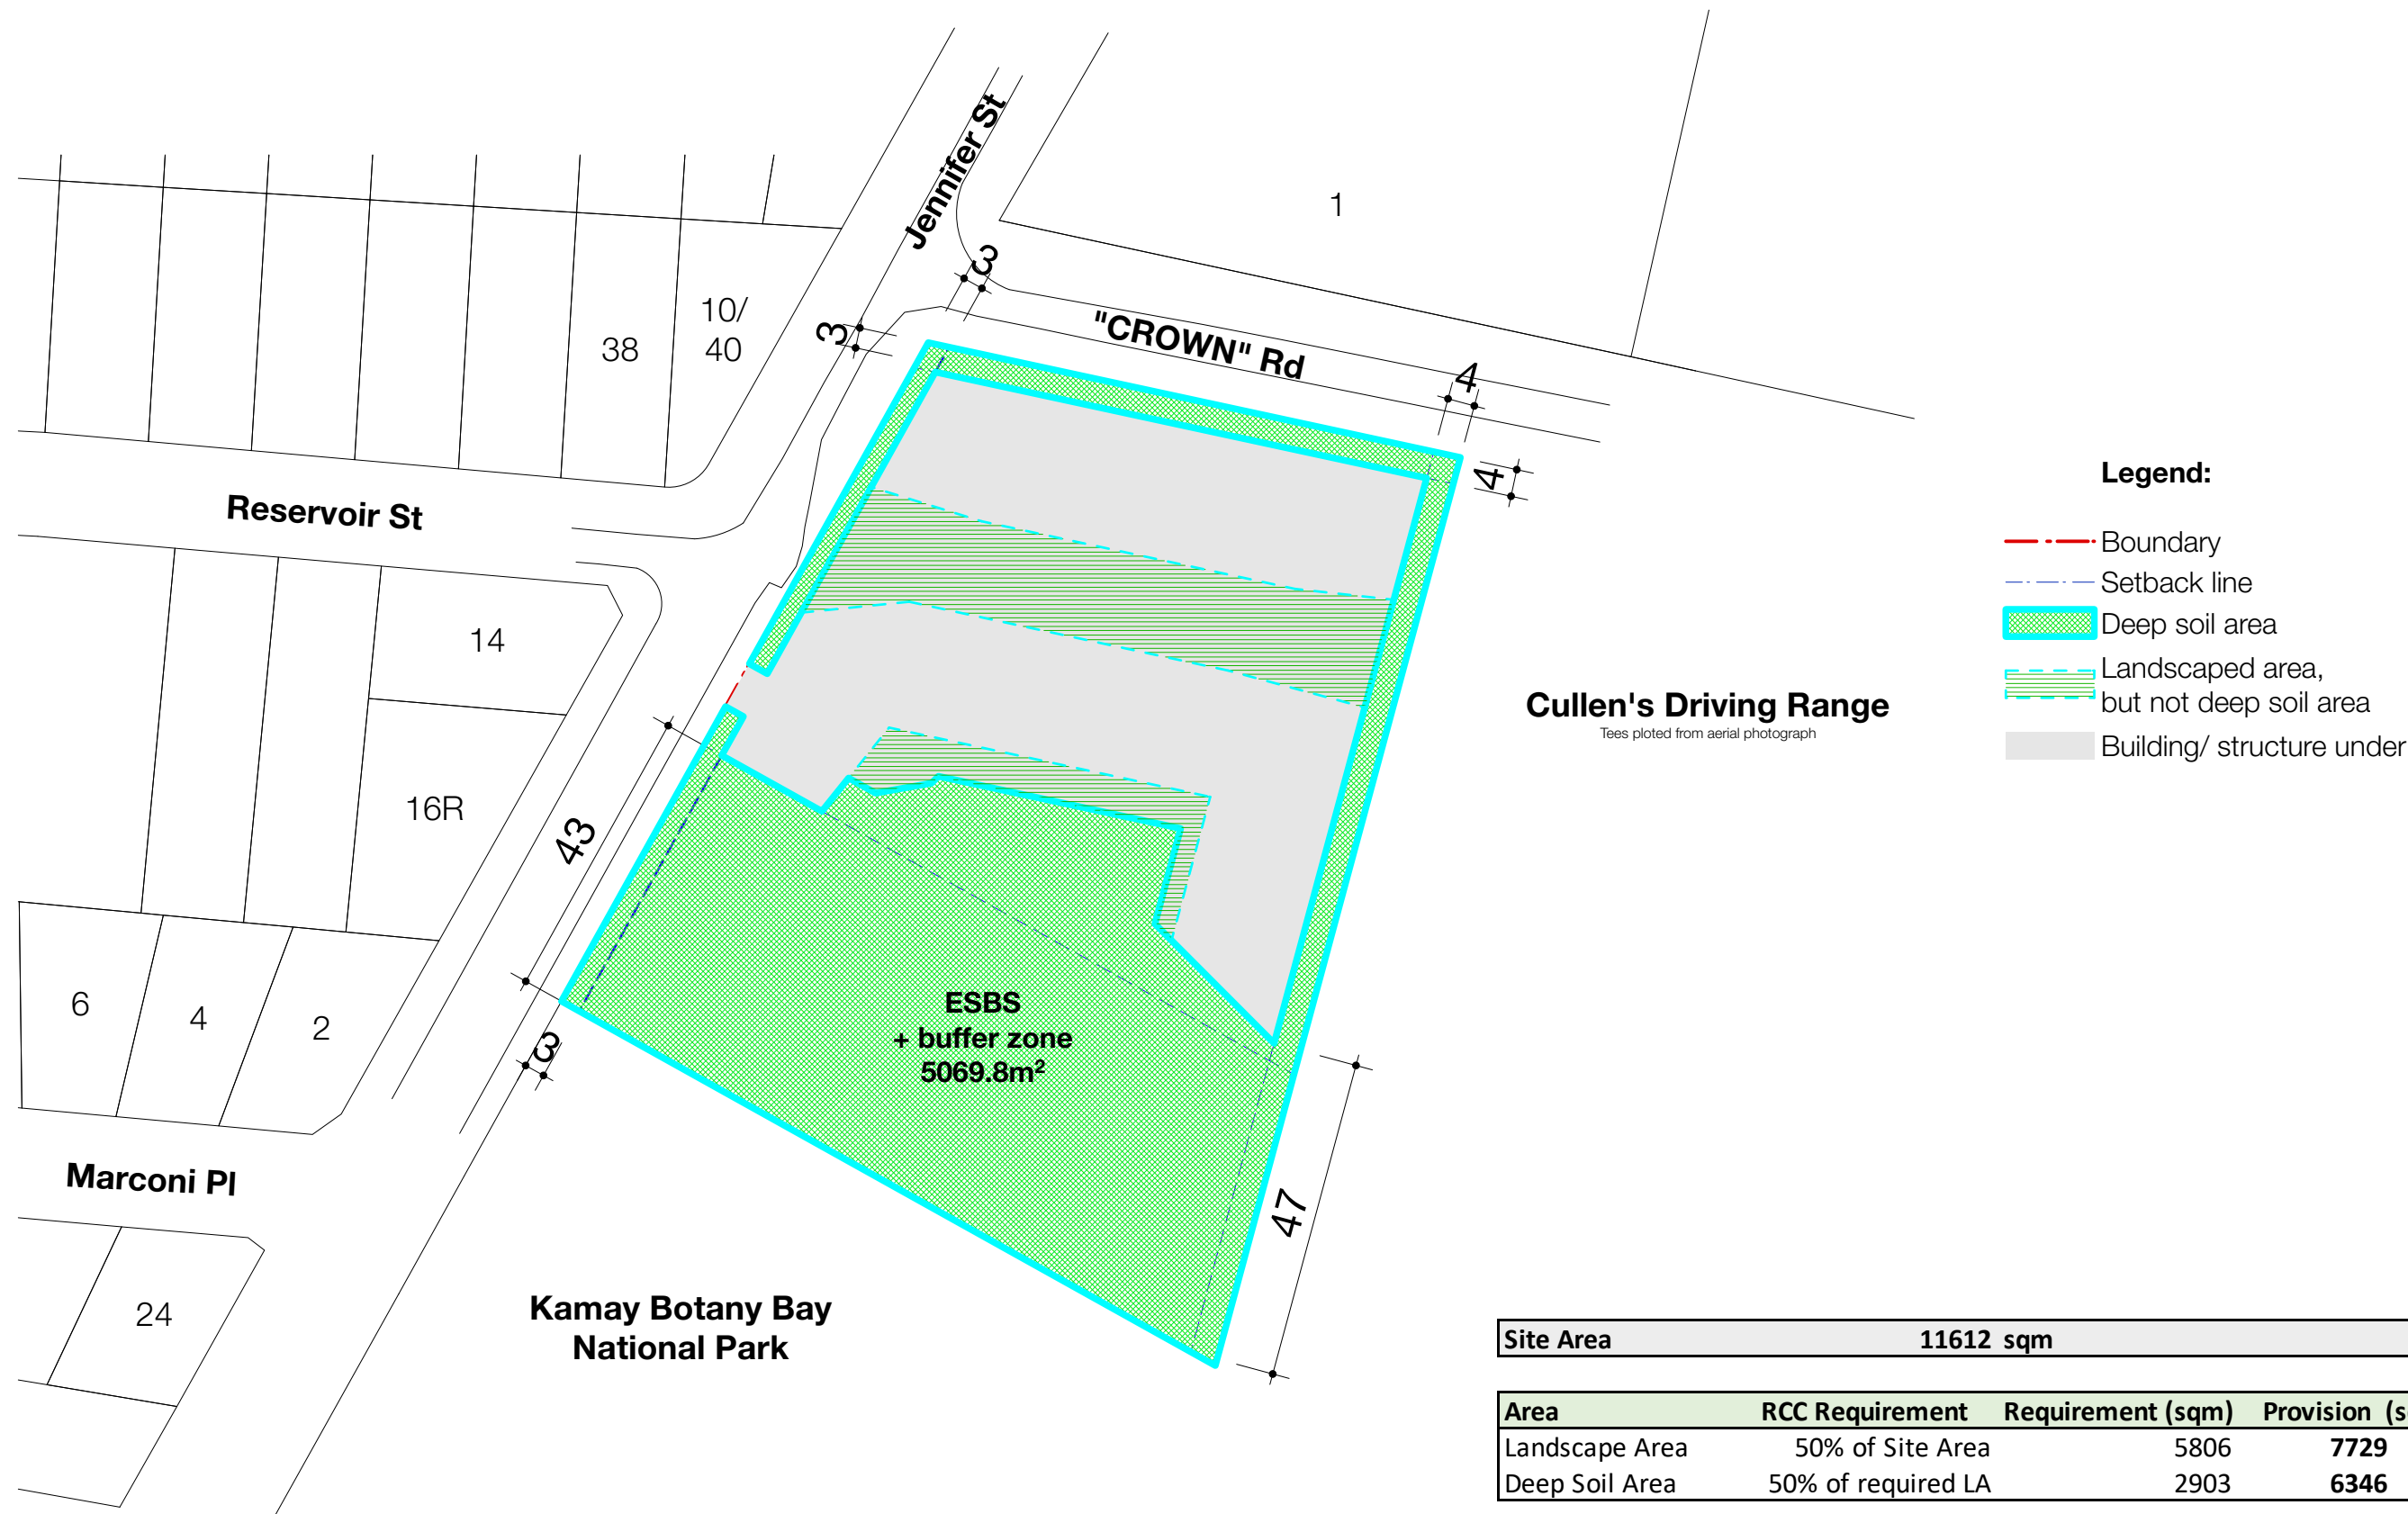 Jennifer St
1
3
3
"CROWN" Rd
10/
40
38
4
4
Reservoir St
Legend:
Boundary
Setback line
Deep soil area
Landscaped area,
but not deep soil area
Building/ structure under
14
16R
Cullen's Driving Range
Tees ploted from aerial photograph
43
6
4
2
3
ESBS
+ buffer zone
5069.8m²
47
Marconi Pl
24
Kamay Botany Bay
National Park
Site Area 11612 sqm
Area RCC Requirement Requirement (sqm) Provision (s
Landscape Area 50% of Site Area 5806 7729
Deep Soil Area 50% of required LA 2903 6346